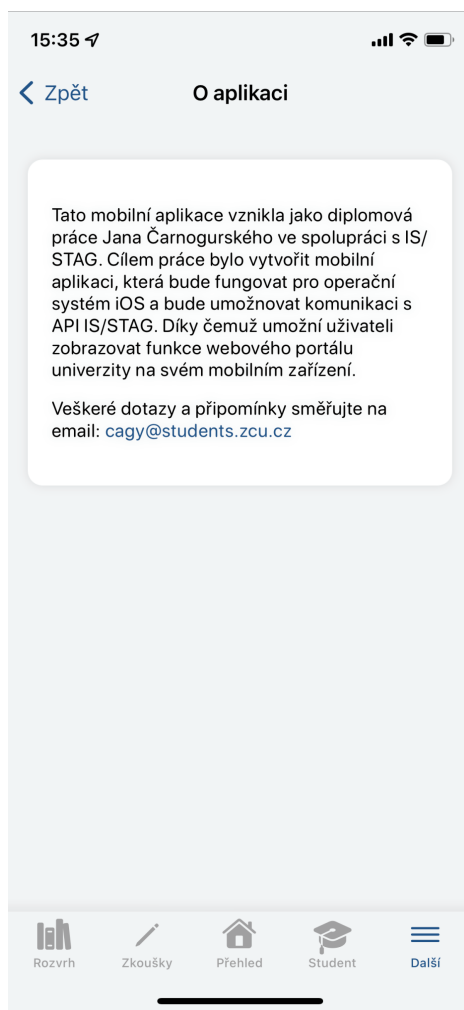 15:35
Zpět
O aplikaci
Tato mobilní aplikace vznikla jako diplomová
práce Jana Čarnogurského ve spolupráci s IS/
STAG. Cílem práce bylo vytvořit mobilní
aplikaci, která bude fungovat pro operační
systém iOS a bude umožnovat komunikaci s
API IS/STAG. Díky čemuž umožní uživateli
zobrazovat funkce webového portálu
univerzity na svém mobilním zařízení.
Veškeré dotazy a připomínky směřujte na
email: cagy@students.zcu.cz
Rozvrh
Zkoušky
Přehled
Student
Další